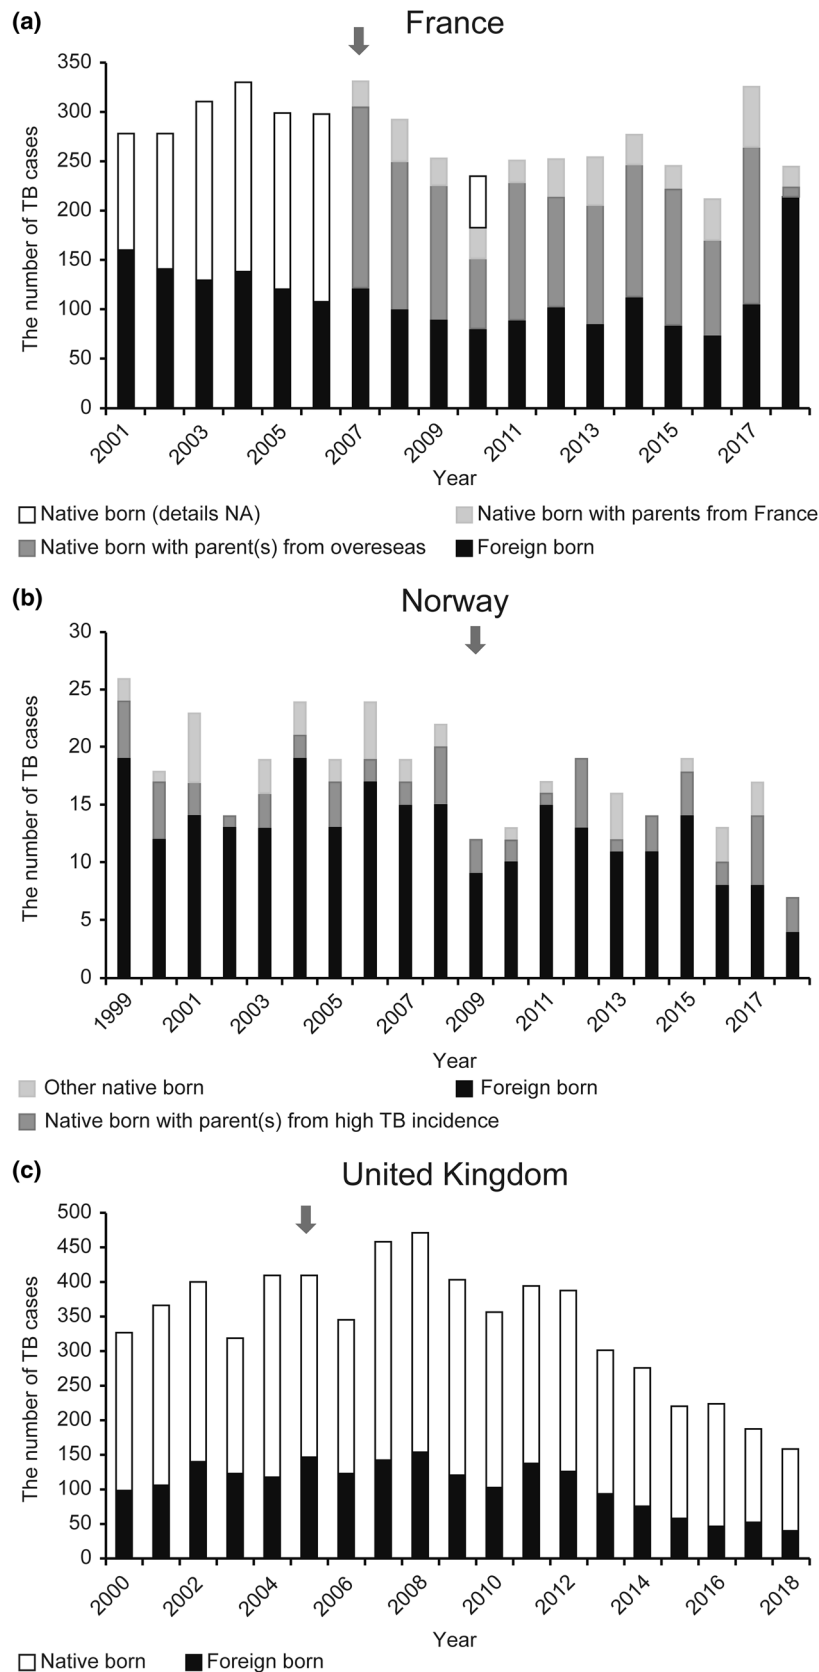 (a)
France
The number of TB cases
350
300
250
200
150
100
50
0
2001
2003
2005
2007
2009
2011
2013
2015
2017
Year
Native born (details NA)
Native born with parents from France
Native born with parent(s) from overeseas
Foreign born
(b)
Norway
The number of TB cases
30
25
20
15
10
5
0
1999
2001
2003
2005
2007
2009
2011
2013
2015
2017
Year
Other native born
Foreign born
Native born with parent(s) from high TB incidence
(c)
United Kingdom
The number of TB cases
500
450
400
350
300
250
200
150
100
50
0
2000
2002
2004
2006
2008
2010
2012
2014
2016
2018
Year
Native born
Foreign born